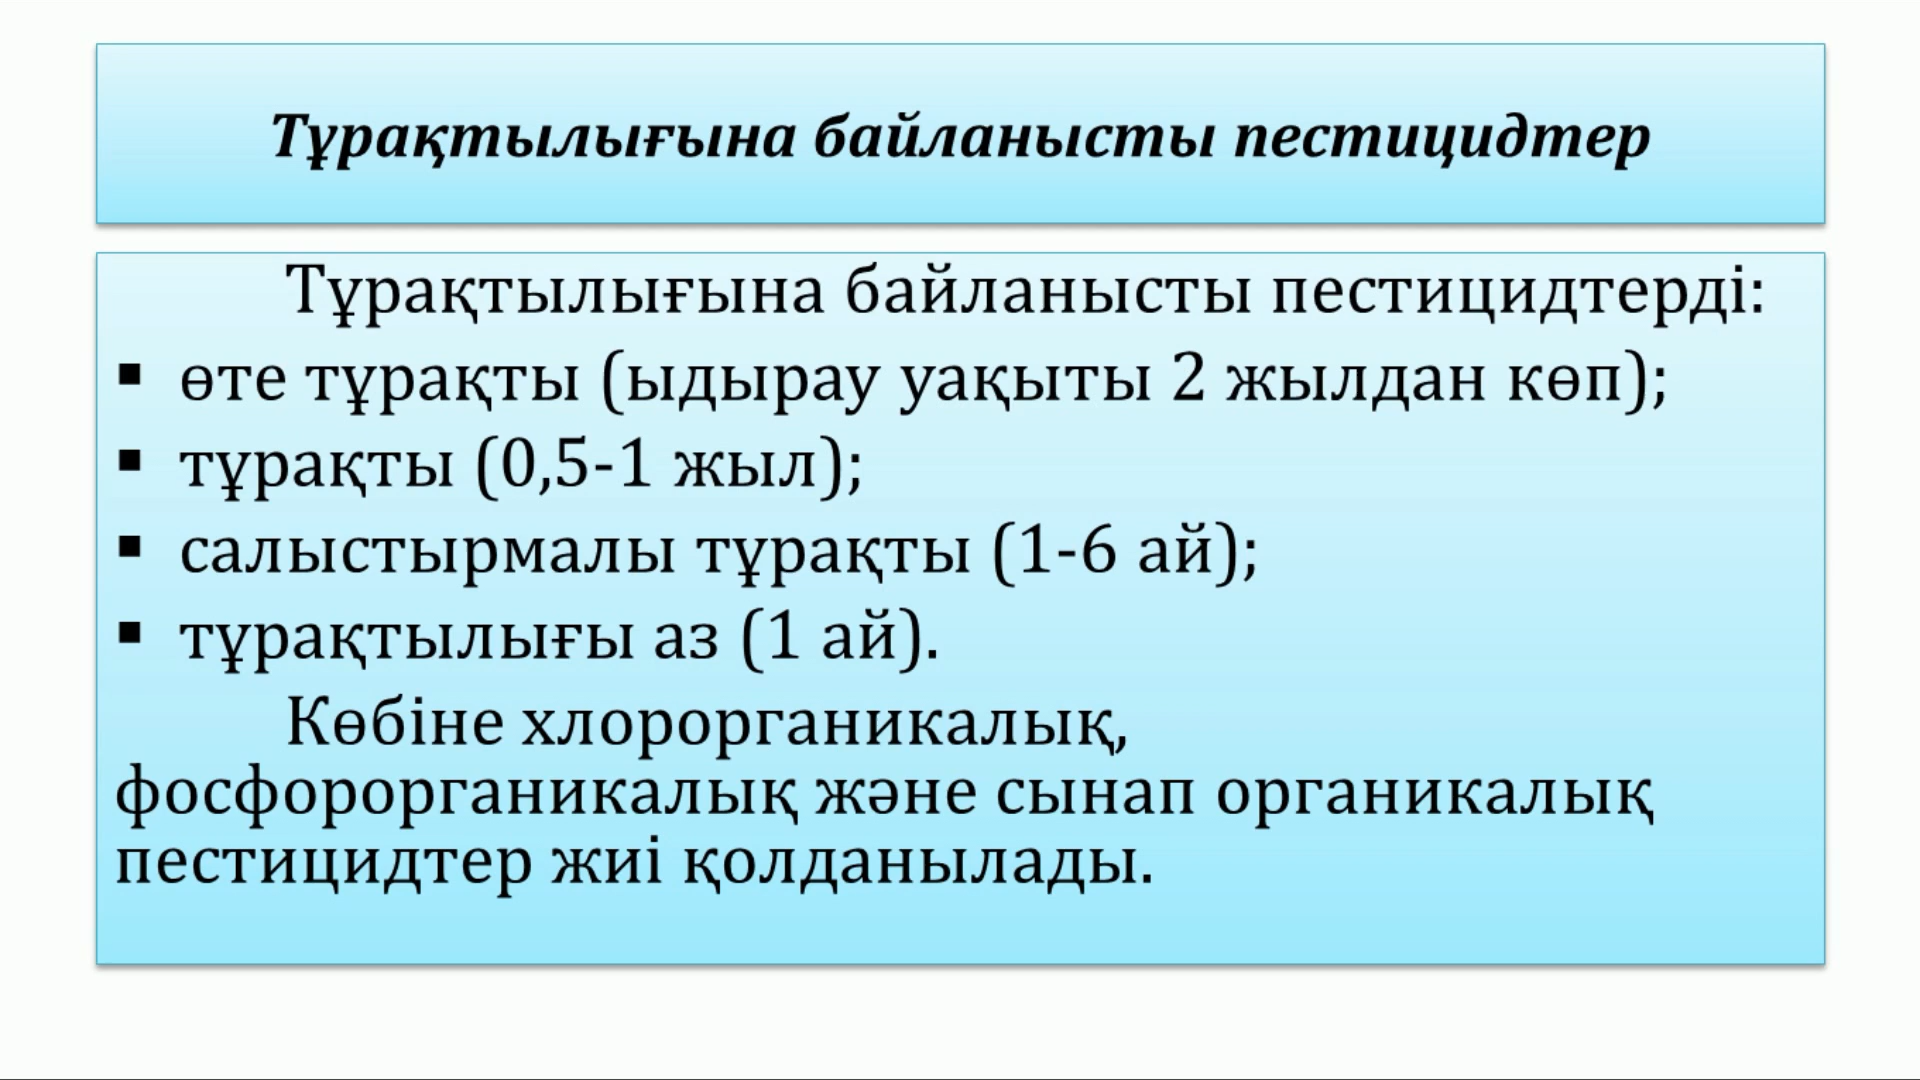 Тұрақтылығына байланысты пестицидтер
Тұрақтылығына байланысты пестицидтерді:
▪ өте тұрақты (ыдырау уақыты 2 жылдан көп);
▪ тұрақты (0,5-1 жыл);
▪ салыстырмалы тұрақты (1-6 ай);
▪ тұрақтылығы аз (1 ай).
Көбіне хлорорганикалық,
фосфорорганикалық және сынап органикалық
пестицидтер жиі қолданылады.